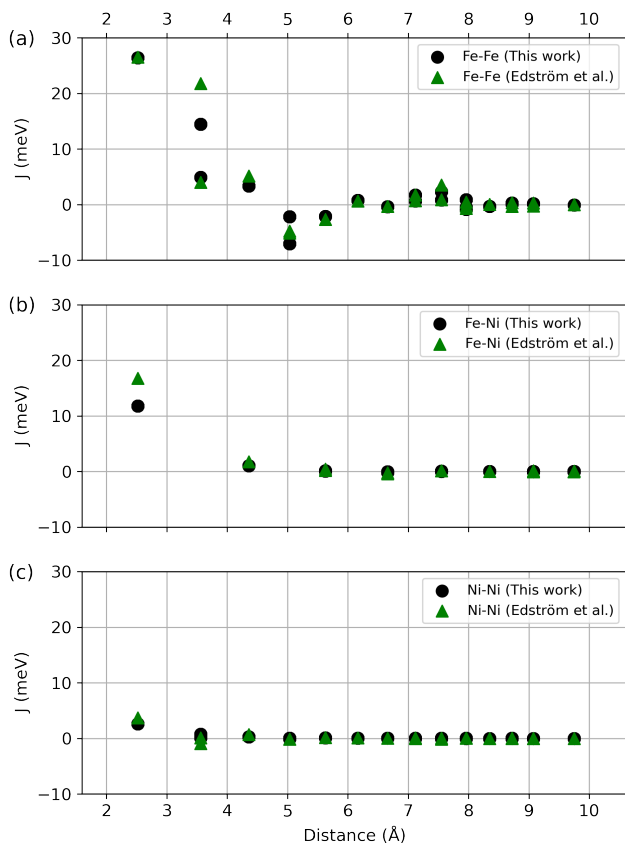 2 3 4 5 6 7 8 9 10
(a)
30
20
10
0
−10
J (meV)
Fe-Fe (This work)
Fe-Fe (Edström et al.)
(b)
30
20
10
0
−10
J (meV)
Fe-Ni (This work)
Fe-Ni (Edström et al.)
(c)
30
20
10
0
−10
J (meV)
Ni-Ni (This work)
Ni-Ni (Edström et al.)
2 3 4 5 6 7 8 9 10
Distance (Å)